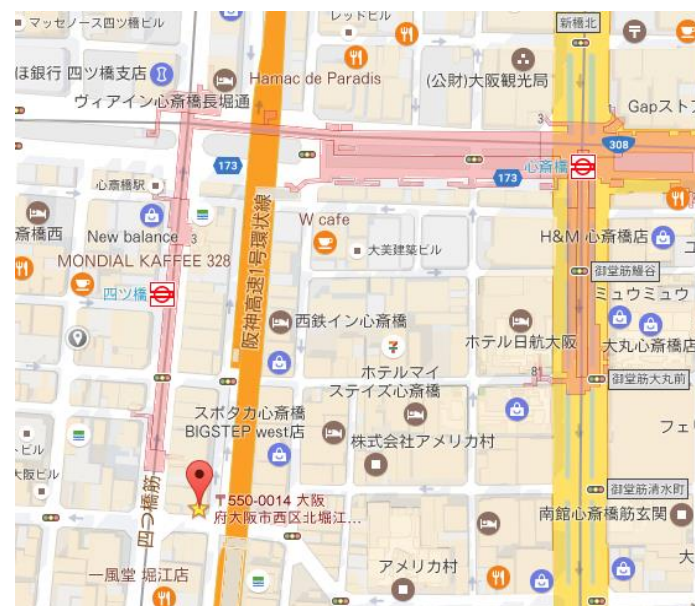 マッセノース四ツ橋ビル
レッドビル
新橋北
ほ銀行 四ツ橋支店
Hamac de Paradis
(公財)大阪観光局
ヴィアイン心斎橋長堀通
Gapスト
3
308
173
心斎橋
173
心斎橋駅
W cafe
斎橋西
New balance
3
大美建築ビル
H&M 心斎橋店
MONDIAL KAFFEE 328
御堂筋鰻谷
四ツ橋
ミュウミュウ
阪神高速1号環状線
西鉄イン心斎橋
ホテル日航大阪
大丸心斎橋店
ホテルマイ
ステイズ心斎橋
81
御堂筋大丸前
スポタカ心斎橋
BIGSTEP west店
株式会社アメリカ村
フェリ
トビル
大阪ビル
四つ橋筋
〒550-0014 大阪
府大阪市西区北堀江...
御堂筋清水町
南館心斎橋筋玄関
一風堂 堀江店
アメリカ村
大